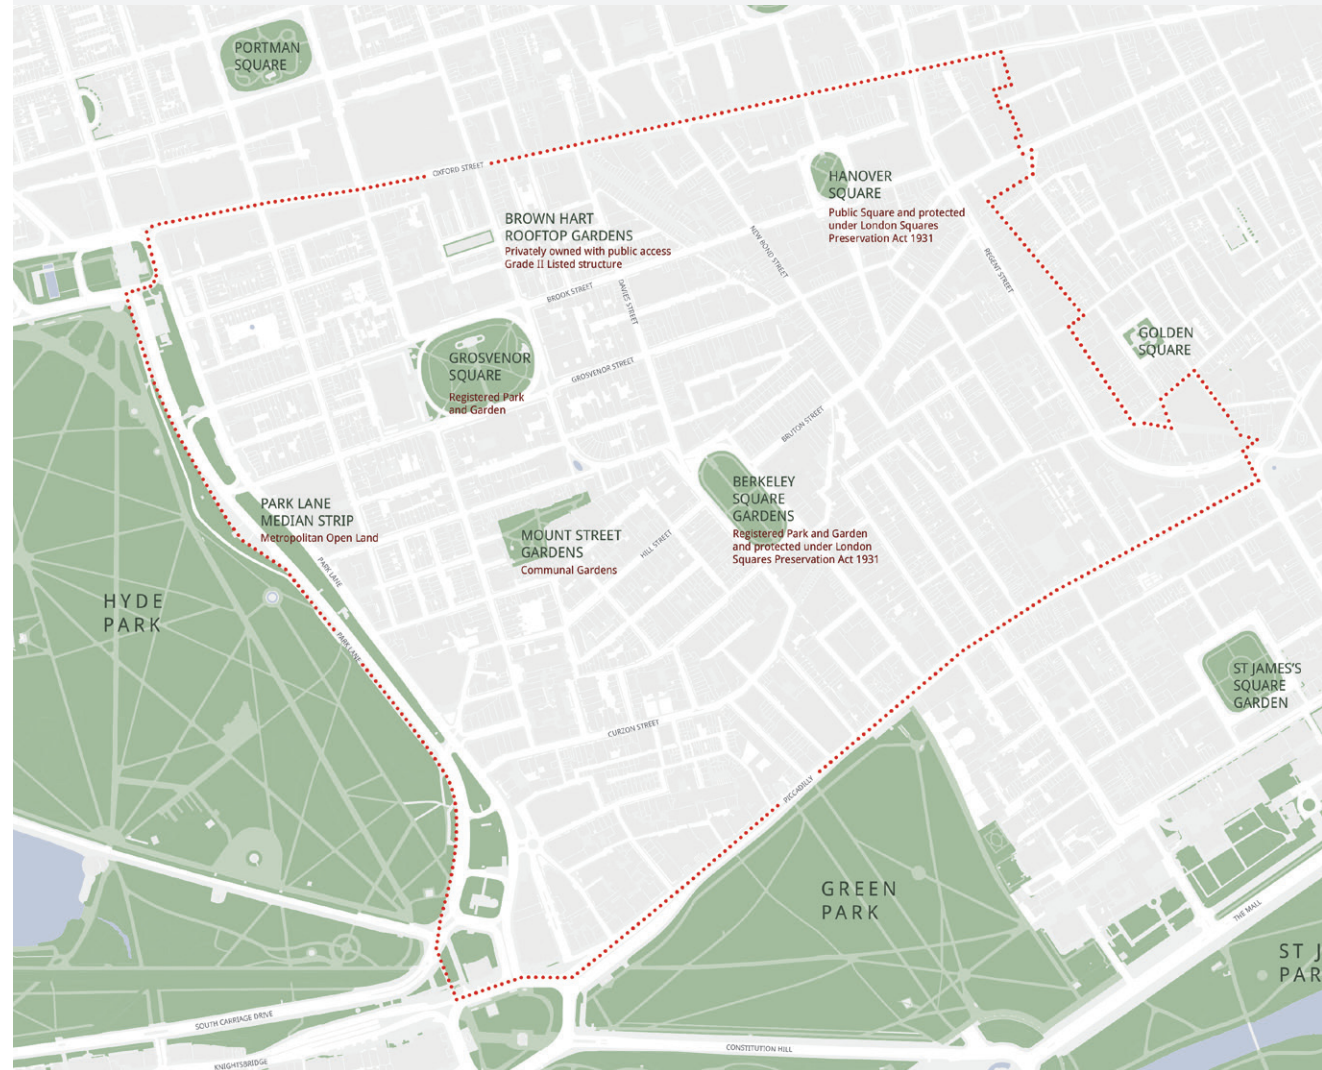 PORTMAN
SQUARE
OXFORD STREET
HANOVER
SQUARE
Public Square and protected
under London Squares
Preservation Act 1931
BROWN HART
ROOFTOP GARDENS
Privately owned with public access
Grade II Listed structure
NEW BOND STREET
REGENT STREET
BROOK STREET
DAVIES STREET
GOLDEN
SQUARE
GROSVENOR
SQUARE
Registered Park
and Garden
GROSVENOR STREET
BRUTON STREET
BERKELEY
SQUARE
GARDENS
Registered Park and Garden
and protected under London
Squares Preservation Act 1931
PARK LANE
MEDIAN STRIP
Metropolitan Open Land
MOUNT STREET
GARDENS
Communal Gardens
HILL STREET
PARK LANE
HYDE
PARK
PARK LANE
ST JAMES'S
SQUARE
GARDEN
CURZON STREET
PICCADILLY
GREEN
PARK
THE MALL
ST J
PAR
SOUTH CARRIAGE DRIVE
CONSTITUTION HILL
KNIGHTSBRIDGE